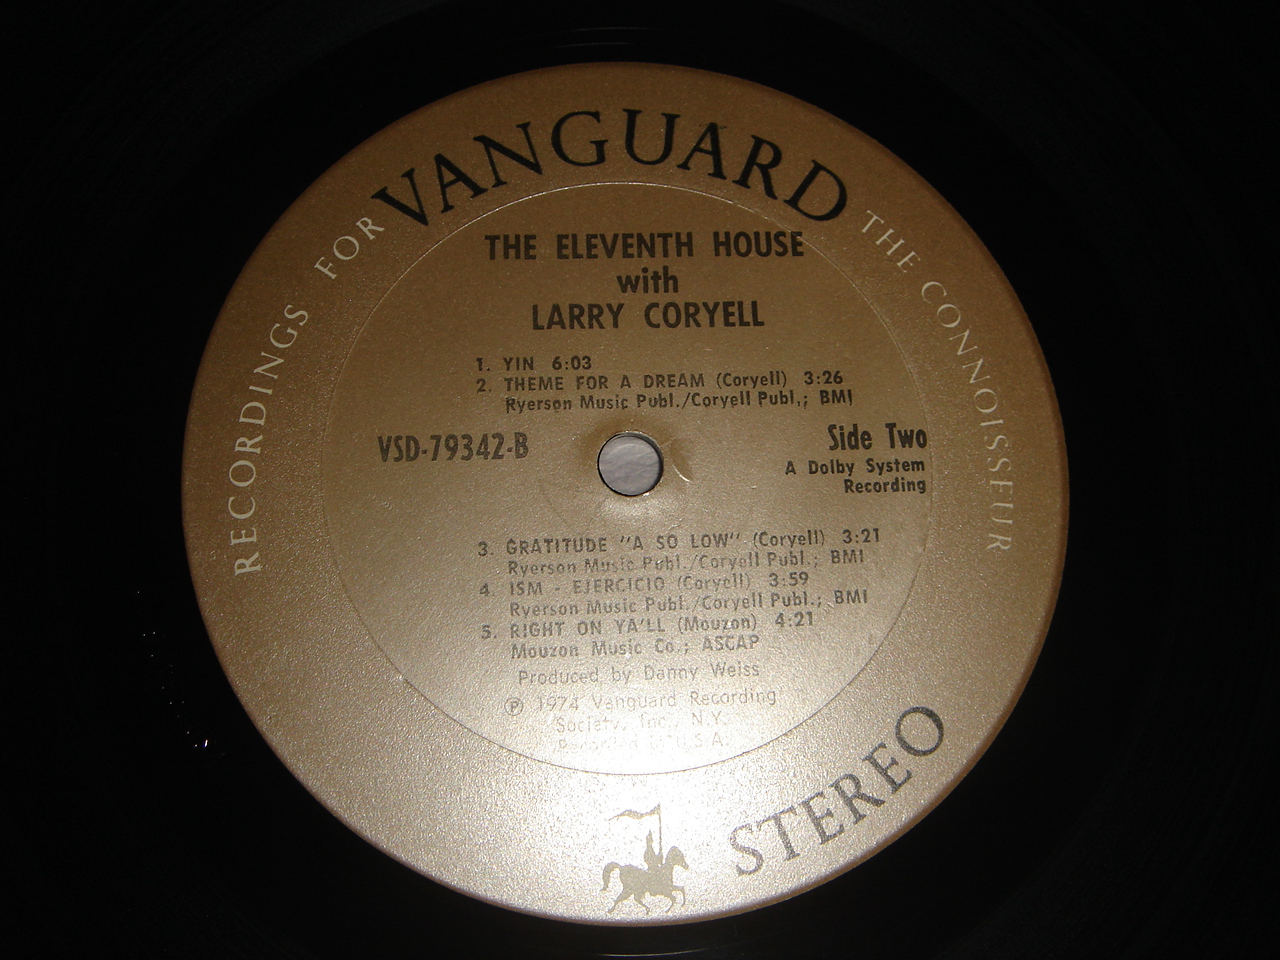 RECORDINGS FOR VANGUARD THE CONNOISSEUR
THE ELEVENTH HOUSE
with
LARRY CORYELL
1. YIN 6:03
2. THEME FOR A DREAM (Coryell) 3:26
Ryerson Music Publ./Coryell Publ.; BMI
VSD-79342-B
Side Two
A Dolby System
Recording
3. GRATITUDE "A SO LOW" (Coryell) 3:21
Ryerson Music Publ./Coryell Publ.; BMI
4. ISM - EJERCICIO (Coryell) 3:59
Ryerson Music Publ./Coryell Publ.; BMI
5. RIGHT ON YA'LL (Mouzon) 4:21
Mouzon Music Co.; ASCAP
Produced by Danny Weiss
℗ 1974 Vanguard Recording
Society, Inc., N.Y.
U.S.A.
STEREO